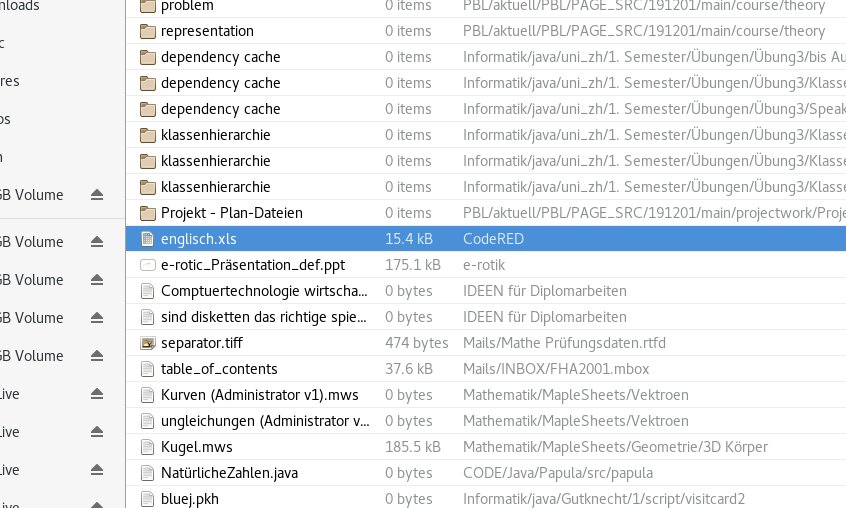 nloads problem 0 items PBL/aktuell/PBL/PAGE_SRC/191201/main/course/theory
c representation 0 items PBL/aktuell/PBL/PAGE_SRC/191201/main/course/theory
dependency cache 0 items Informatik/java/uni_zh/1. Semester/Übungen/Übung3/bis Au
res dependency cache 0 items Informatik/java/uni_zh/1. Semester/Übungen/Übung3/Klasse
os dependency cache 0 items Informatik/java/uni_zh/1. Semester/Übungen/Übung3/Speak
klassenhierarchie 0 items Informatik/java/uni_zh/1. Semester/Übungen/Übung3/Klasse
klassenhierarchie 0 items Informatik/java/uni_zh/1. Semester/Übungen/Übung3/Klasse
GB Volume klassenhierarchie 0 items Informatik/java/uni_zh/1. Semester/Übungen/Übung3/Klasse
Projekt - Plan-Dateien 0 items PBL/aktuell/PBL/PAGE_SRC/191201/main/projectwork/Proje
GB Volume englisch.xls 15.4 kB CodeRED
e-rotic_Präsentation_def.ppt 175.1 kB e-rotik
GB Volume Comptuertechnologie wirtscha... 0 bytes IDEEN für Diplomarbeiten
GB Volume sind disketten das richtige spie... 0 bytes IDEEN für Diplomarbeiten
separator.tiff 474 bytes Mails/Mathe Prüfungsdaten.rtfd
GB Volume table_of_contents 37.6 kB Mails/INBOX/FHA2001.mbox
Live Kurven (Administrator v1).mws 0 bytes Mathematik/MapleSheets/Vektroen
Live ungleichungen (Administrator v... 0 bytes Mathematik/MapleSheets/Vektroen
Kugel.mws 185.5 kB Mathematik/MapleSheets/Geometrie/3D Körper
Live NatürlicheZahlen.java 0 bytes CODE/Java/Papula/src/papula
Live bluej.pkh 0 bytes Informatik/java/Gutknecht/1/script/visitcard2